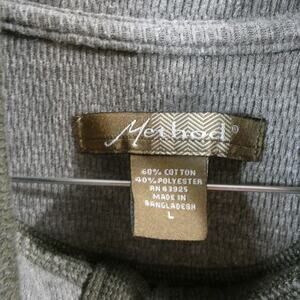 Method®
60% COTTON
40% POLYESTER
RN 83925
MADE IN
BANGLADESH
L